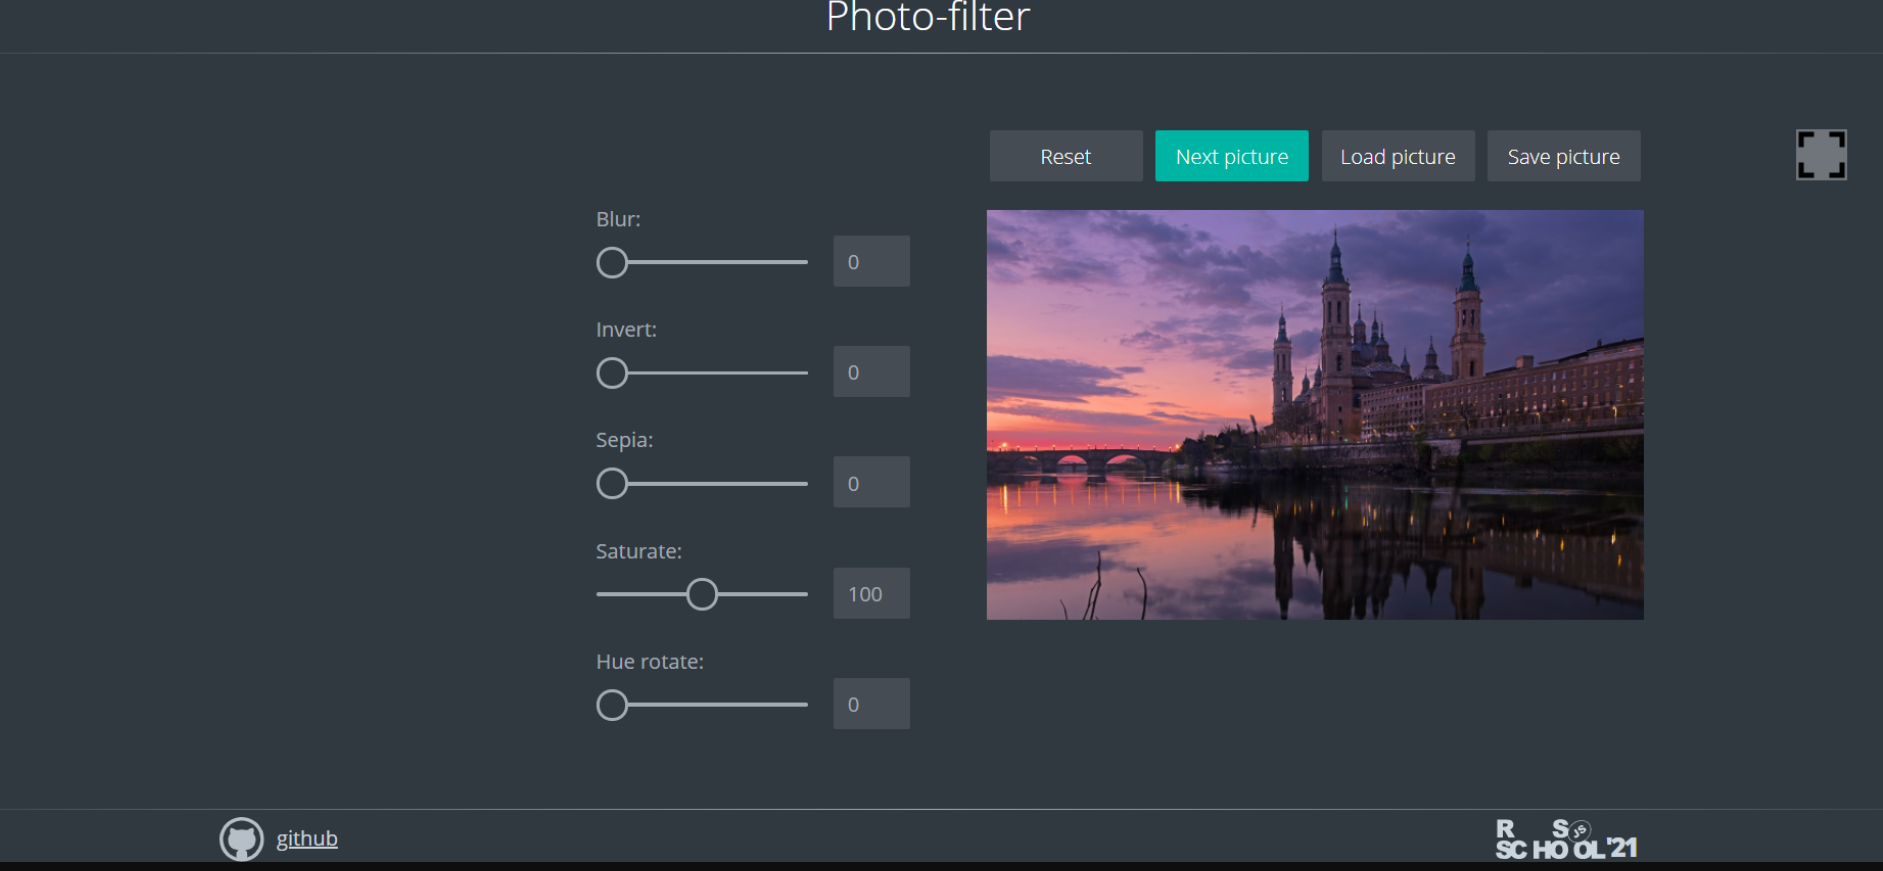 Photo-filter
Reset Next picture Load picture Save picture
Blur:
0
Invert:
0
Sepia:
0
Saturate:
100
Hue rotate:
0
github
R S JS
SCHOOL'21